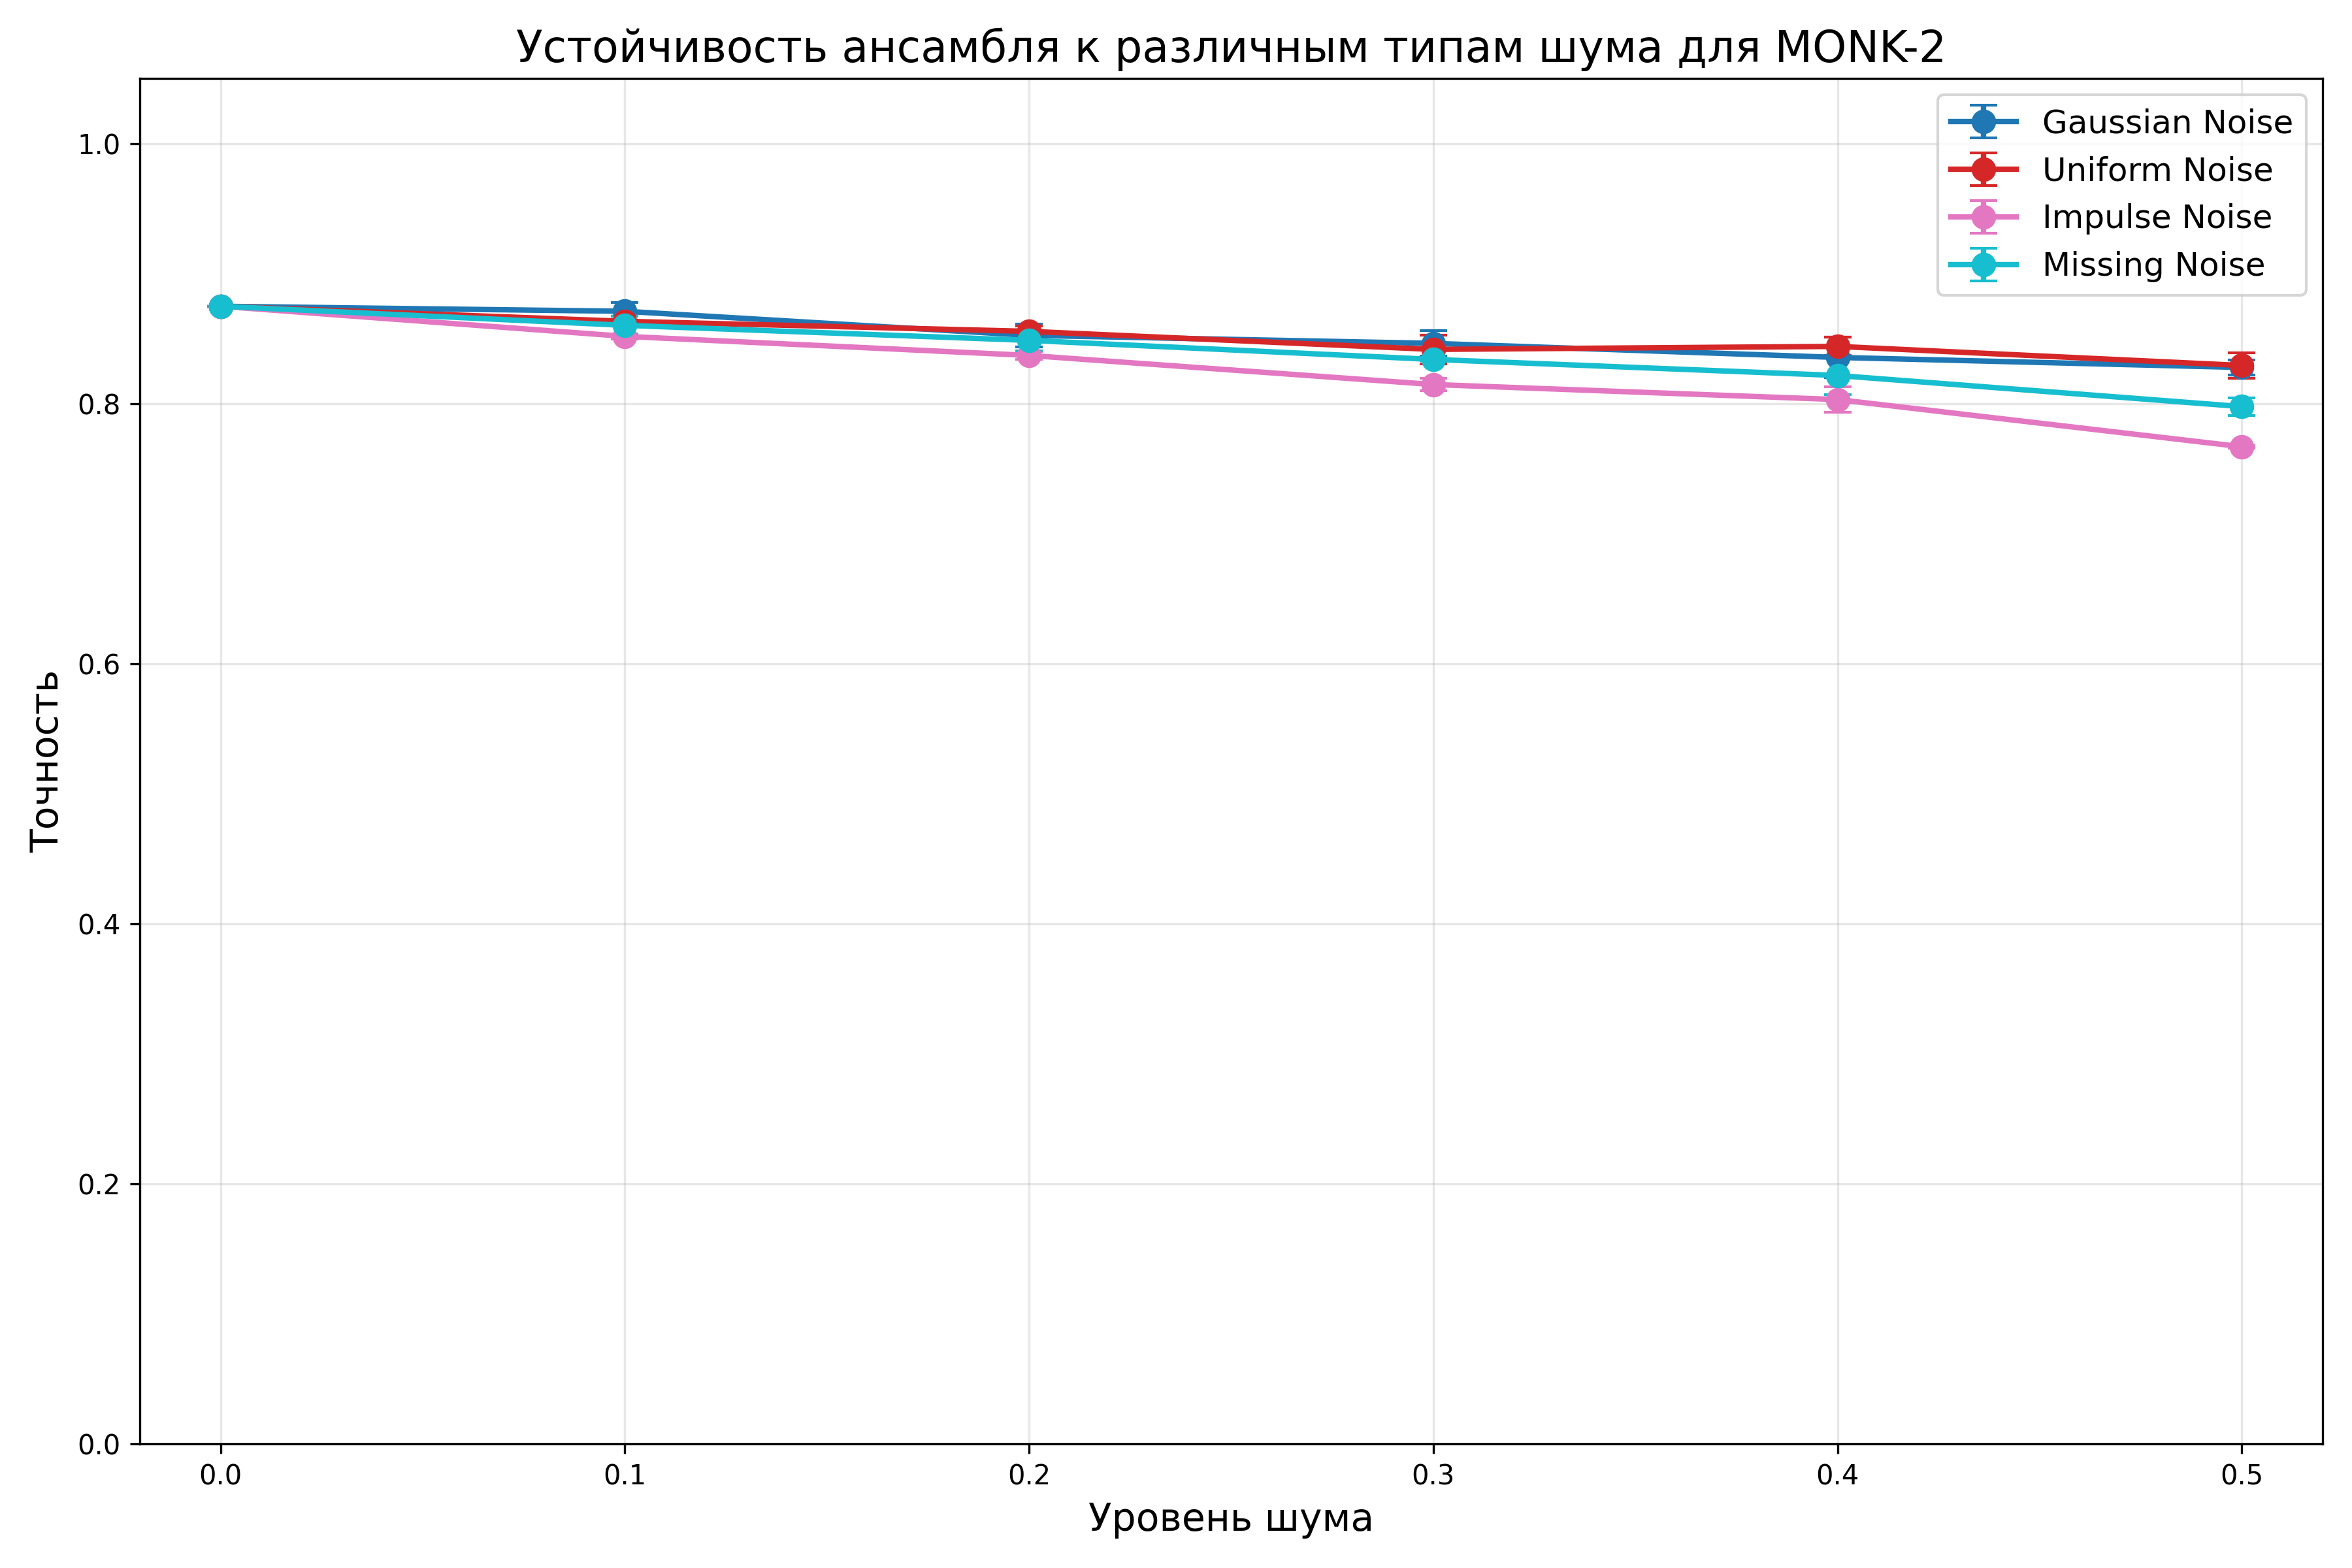 Устойчивость ансамбля к различным типам шума для MONK-2
Gaussian Noise
Uniform Noise
Impulse Noise
Missing Noise
Точность
1.0
0.8
0.6
0.4
0.2
0.0
0.0 0.1 0.2 0.3 0.4 0.5
Уровень шума